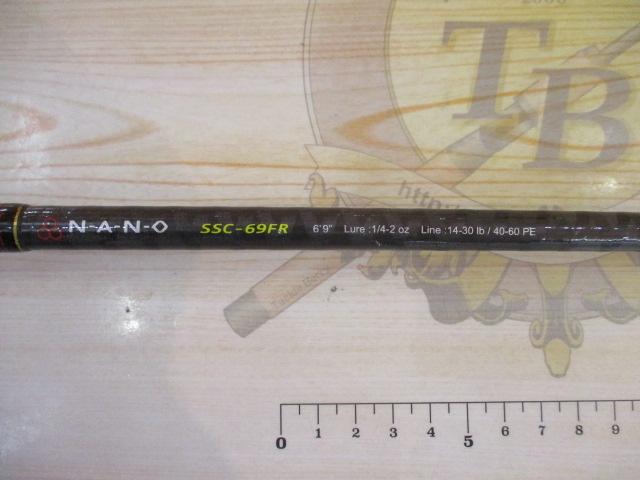 TB
http:
N-A-N-O SSC-69FR 6'9" Lure :1/4-2 oz Line :14-30 lb / 40-60 PE
0 1 2 3 4 5 6 7 8 9